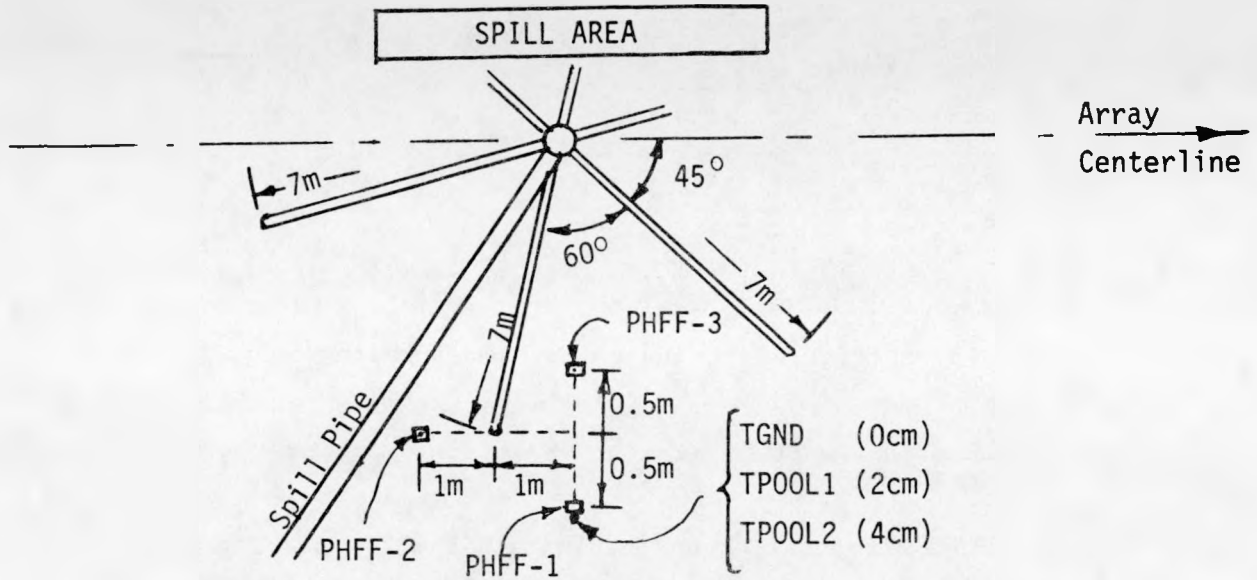 SPILL AREA
Array
Centerline
7m
45°
60°
7m
7m
PHFF-3
0.5m
0.5m
TGND (0cm)
TPOOL1 (2cm)
TPOOL2 (4cm)
1m
1m
Spill Pipe
PHFF-2
PHFF-1